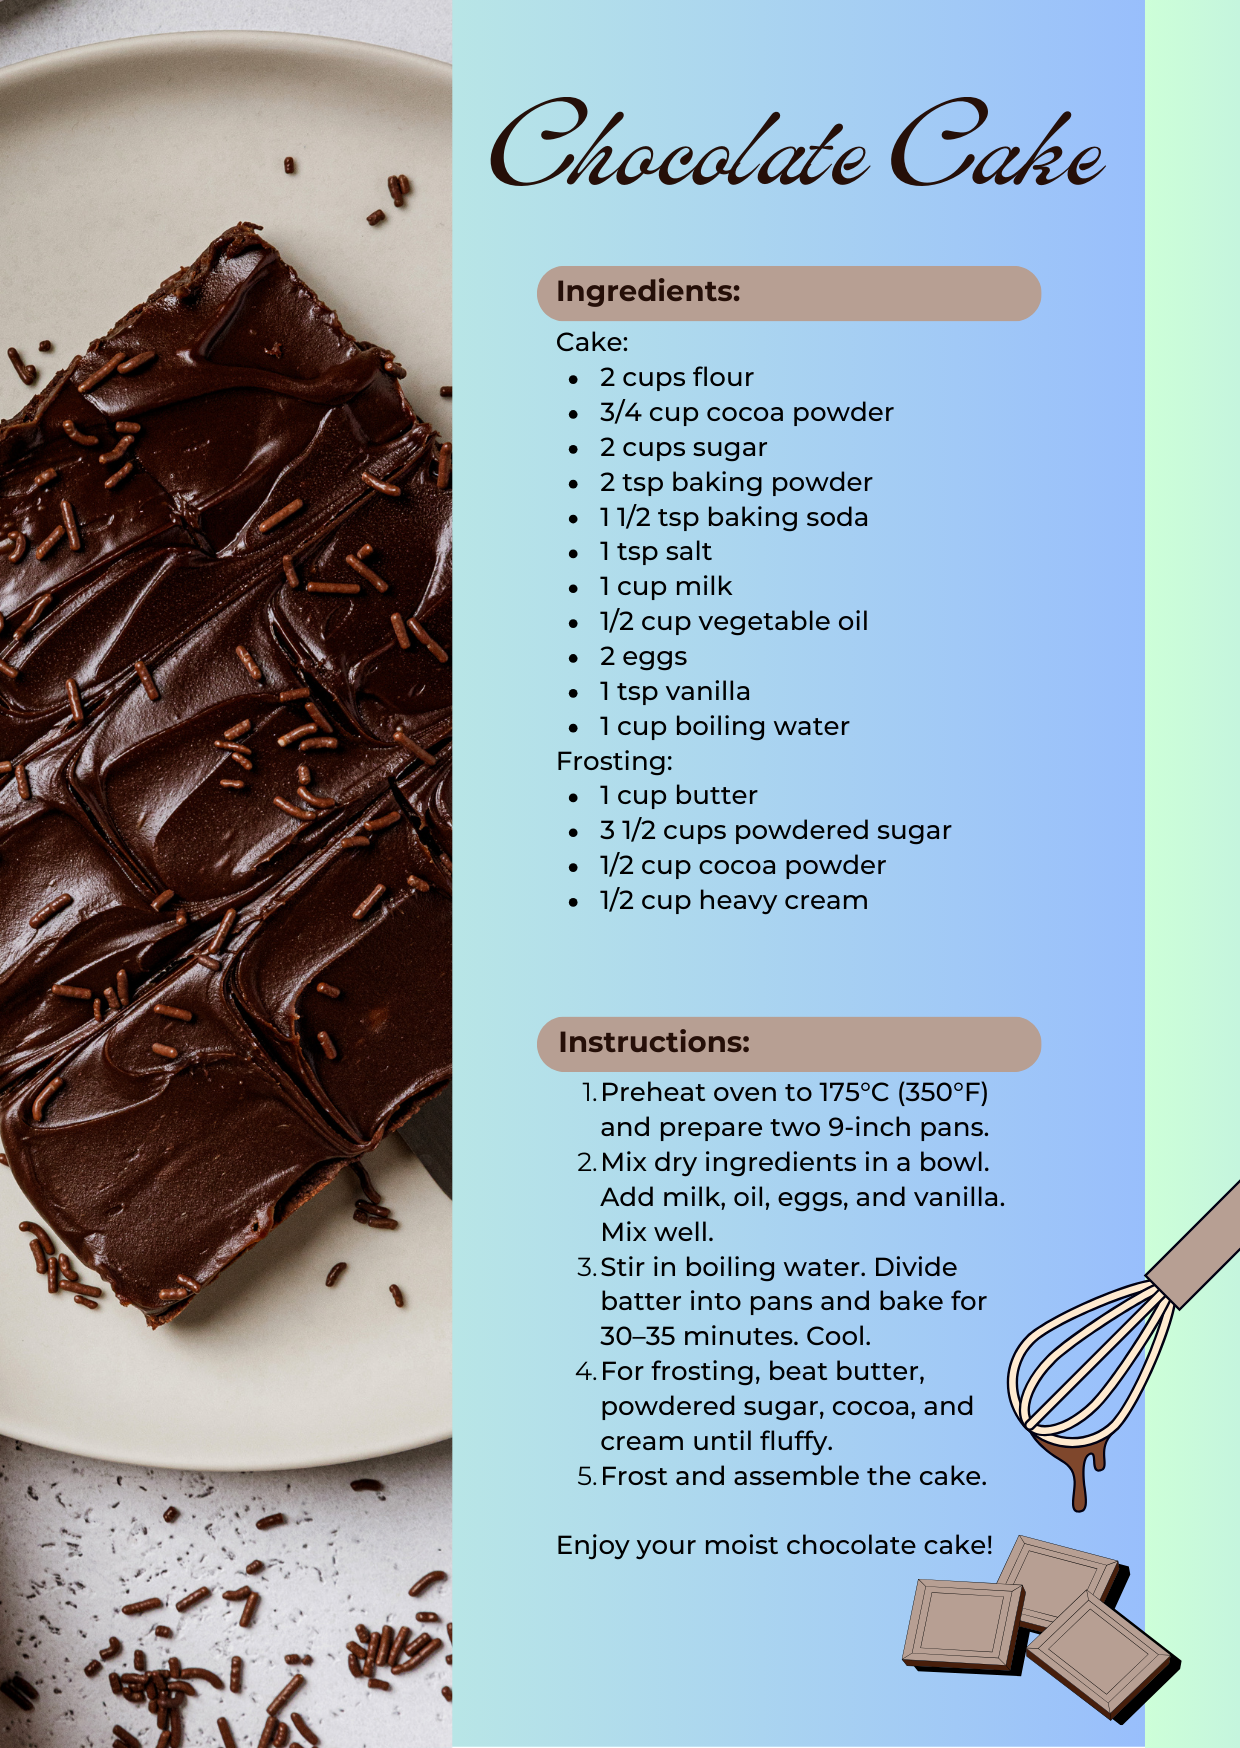 Chocolate Cake
Ingredients:
Cake:
• 2 cups flour
• 3/4 cup cocoa powder
• 2 cups sugar
• 2 tsp baking powder
• 1 1/2 tsp baking soda
• 1 tsp salt
• 1 cup milk
• 1/2 cup vegetable oil
• 2 eggs
• 1 tsp vanilla
• 1 cup boiling water
Frosting:
• 1 cup butter
• 3 1/2 cups powdered sugar
• 1/2 cup cocoa powder
• 1/2 cup heavy cream
Instructions:
1. Preheat oven to 175°C (350°F)
and prepare two 9-inch pans.
2. Mix dry ingredients in a bowl.
Add milk, oil, eggs, and vanilla.
Mix well.
3. Stir in boiling water. Divide
batter into pans and bake for
30–35 minutes. Cool.
4. For frosting, beat butter,
powdered sugar, cocoa, and
cream until fluffy.
5. Frost and assemble the cake.
Enjoy your moist chocolate cake!